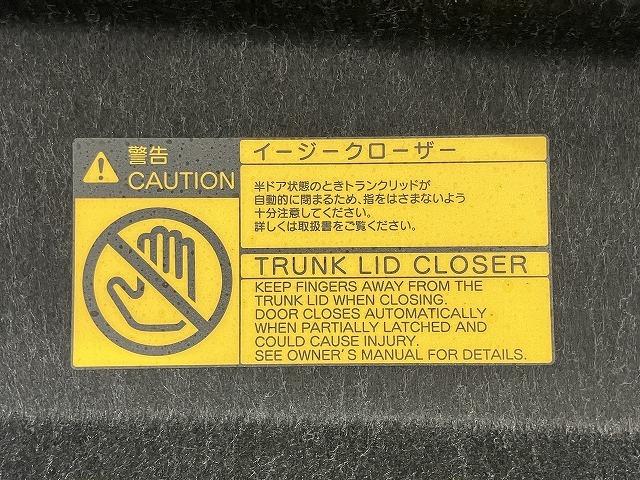 警告
CAUTION
イージークローザー
半ドア状態のときトランクリッドが
自動的に閉まるため、指をはさまないよう
十分注意してください。
詳しくは取扱書をご覧ください。
TRUNK LID CLOSER
KEEP FINGERS AWAY FROM THE
TRUNK LID WHEN CLOSING.
DOOR CLOSES AUTOMATICALLY
WHEN PARTIALLY LATCHED AND
COULD CAUSE INJURY.
SEE OWNER'S MANUAL FOR DETAILS.